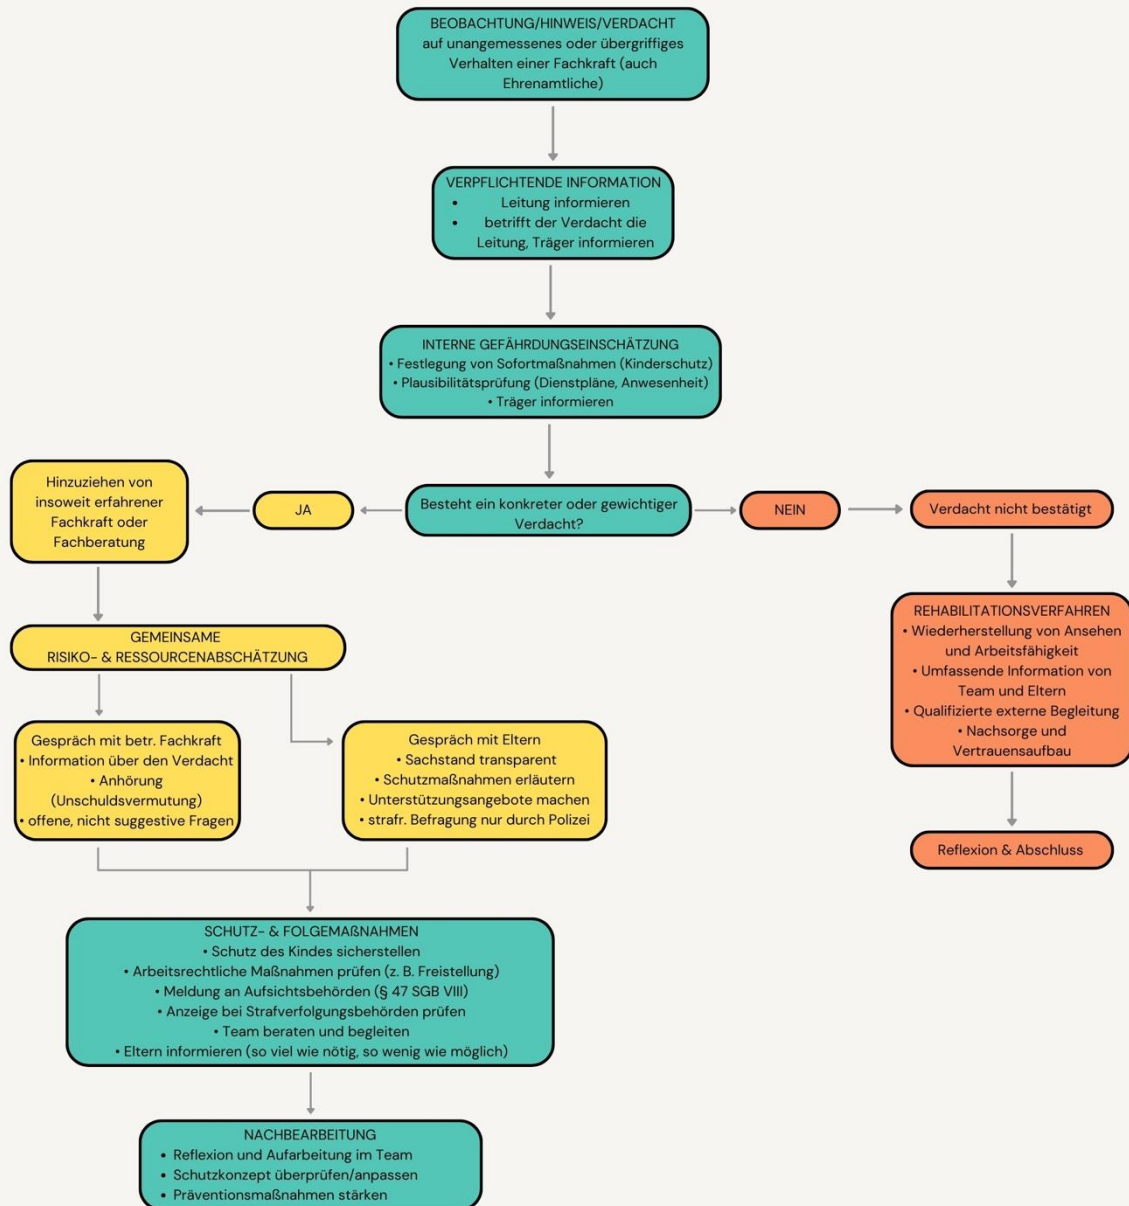 BEOBACHTUNG/HINWEIS/VERDACHT
auf unangemessenes oder übergriffiges
Verhalten einer Fachkraft (auch
Ehrenamtliche)
VERPFLICHTENDE INFORMATION
• Leitung informieren
• betrifft der Verdacht die
Leitung, Träger informieren
INTERNE GEFÄHRDUNGSEINSCHÄTZUNG
• Festlegung von Sofortmaßnahmen (Kinderschutz)
• Plausibilitätsprüfung (Dienstpläne, Anwesenheit)
• Träger informieren
Besteht ein konkreter oder gewichtiger
Verdacht?
JA
Hinzuziehen von
insoweit erfahrener
Fachkraft oder
Fachberatung
GEMEINSAME
RISIKO- & RESSOURCENABSCHÄTZUNG
Gespräch mit betr. Fachkraft
• Information über den Verdacht
• Anhörung
(Unschuldsvermutung)
• offene, nicht suggestive Fragen
Gespräch mit Eltern
• Sachstand transparent
• Schutzmaßnahmen erläutern
• Unterstützungsangebote machen
• strafr. Befragung nur durch Polizei
NEIN
Verdacht nicht bestätigt
REHABILITATIONSVERFAHREN
• Wiederherstellung von Ansehen
und Arbeitsfähigkeit
• Umfassende Information von
Team und Eltern
• Qualifizierte externe Begleitung
• Nachsorge und
Vertrauensaufbau
Reflexion & Abschluss
SCHUTZ- & FOLGEMAßNAHMEN
• Schutz des Kindes sicherstellen
• Arbeitsrechtliche Maßnahmen prüfen (z. B. Freistellung)
• Meldung an Aufsichtsbehörden (§ 47 SGB VIII)
• Anzeige bei Strafverfolgungsbehörden prüfen
• Team beraten und begleiten
• Eltern informieren (so viel wie nötig, so wenig wie möglich)
NACHBEARBEITUNG
• Reflexion und Aufarbeitung im Team
• Schutzkonzept überprüfen/anpassen
• Präventionsmaßnahmen stärken